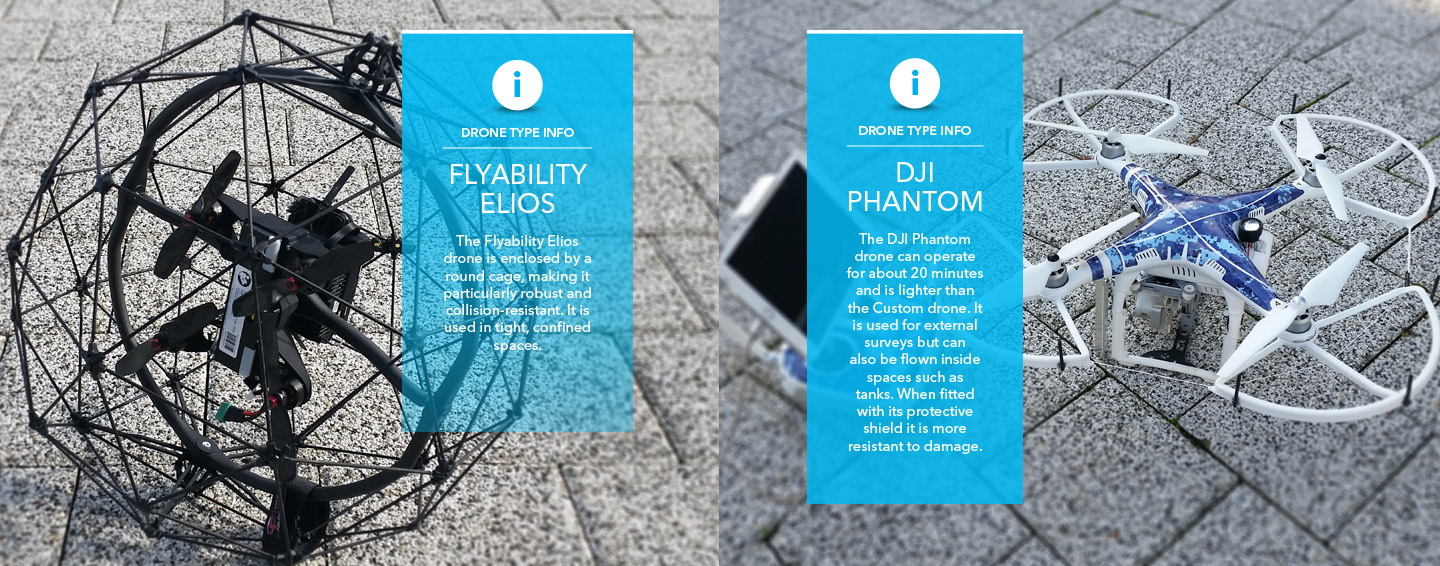 i
DRONE TYPE INFO
FLYABILITY
ELIOS
The Flyability Elios
drone is enclosed by a
round cage, making it
particularly robust and
collision-resistant. It is
used in tight, confined
spaces.
i
DRONE TYPE INFO
DJI
PHANTOM
The DJI Phantom
drone can operate
for about 20 minutes
and is lighter than
the Custom drone. It
is used for external
surveys but can
also be flown inside
spaces such as
tanks. When fitted
with its protective
shield it is more
resistant to damage.